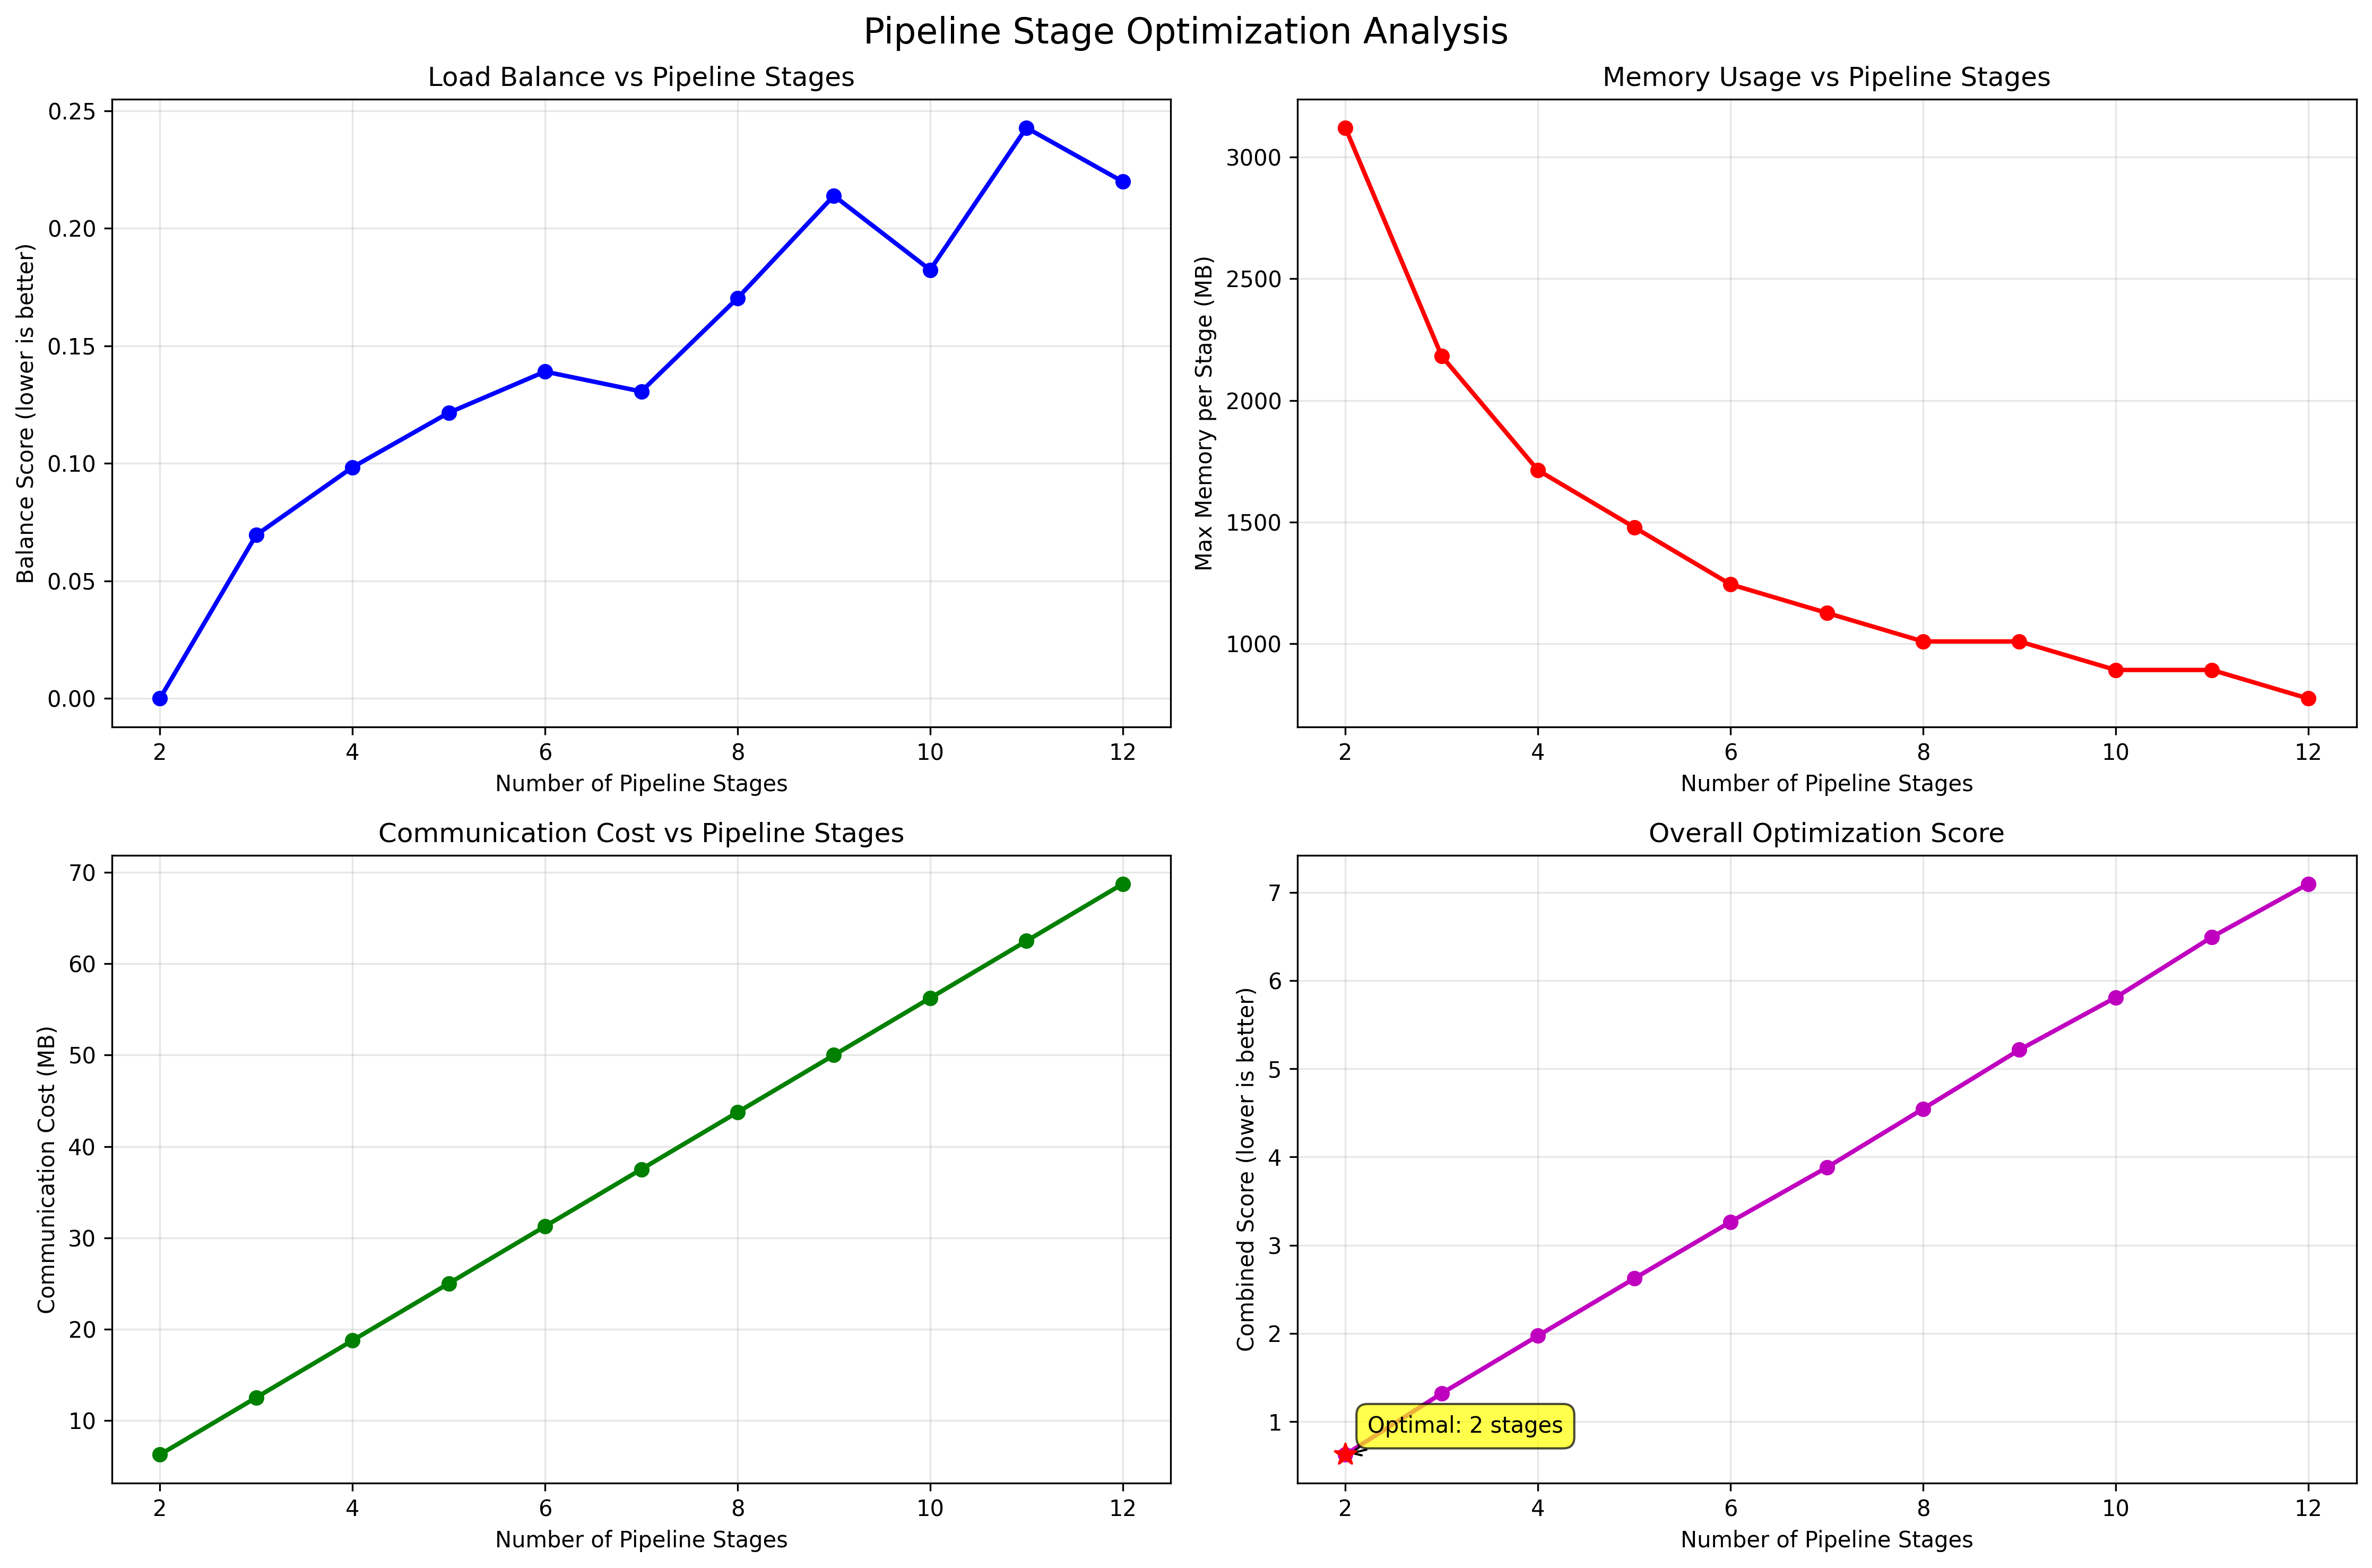 Pipeline Stage Optimization Analysis
Load Balance vs Pipeline Stages
Balance Score (lower is better)
0.25
0.20
0.15
0.10
0.05
0.00
2 4 6 8 10 12
Number of Pipeline Stages
Memory Usage vs Pipeline Stages
Max Memory per Stage (MB)
3000
2500
2000
1500
1000
2 4 6 8 10 12
Number of Pipeline Stages
Communication Cost vs Pipeline Stages
Communication Cost (MB)
70
60
50
40
30
20
10
2 4 6 8 10 12
Number of Pipeline Stages
Overall Optimization Score
Combined Score (lower is better)
7
6
5
4
3
2
1
Optimal: 2 stages
2 4 6 8 10 12
Number of Pipeline Stages